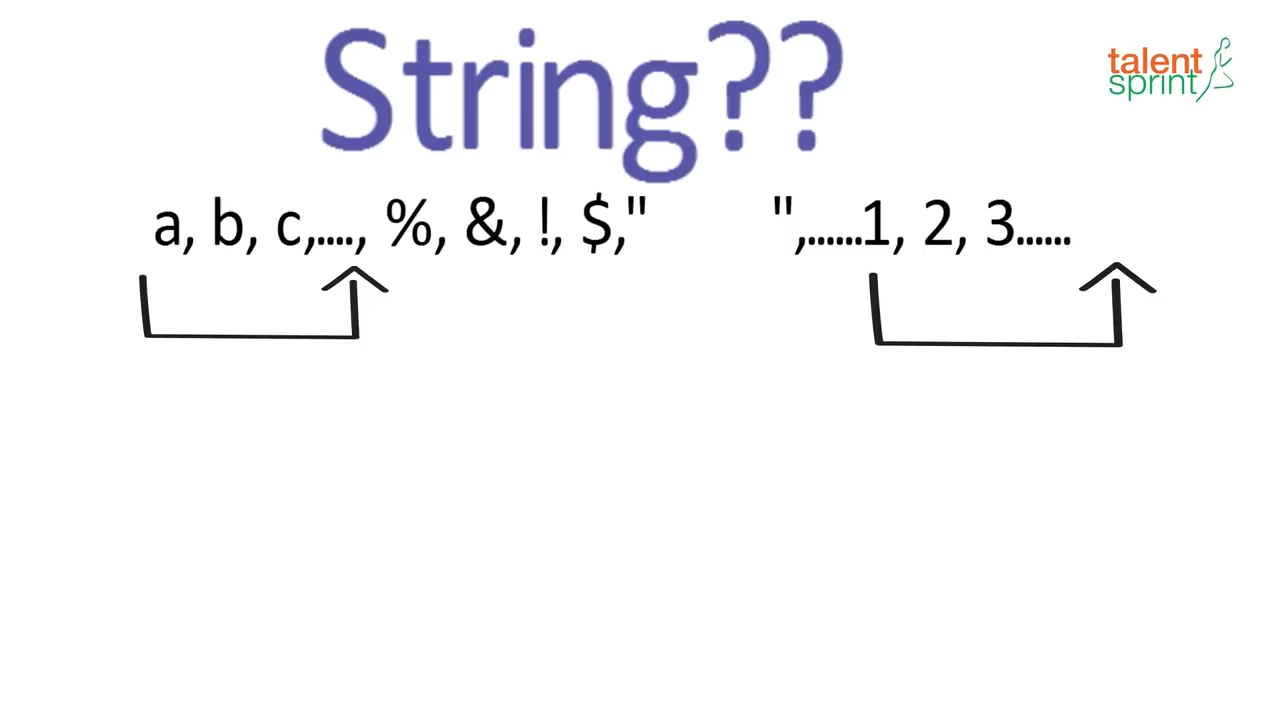 String??
talent
sprint
a, b, c,...., %, &, !, $," ",......1, 2, 3......